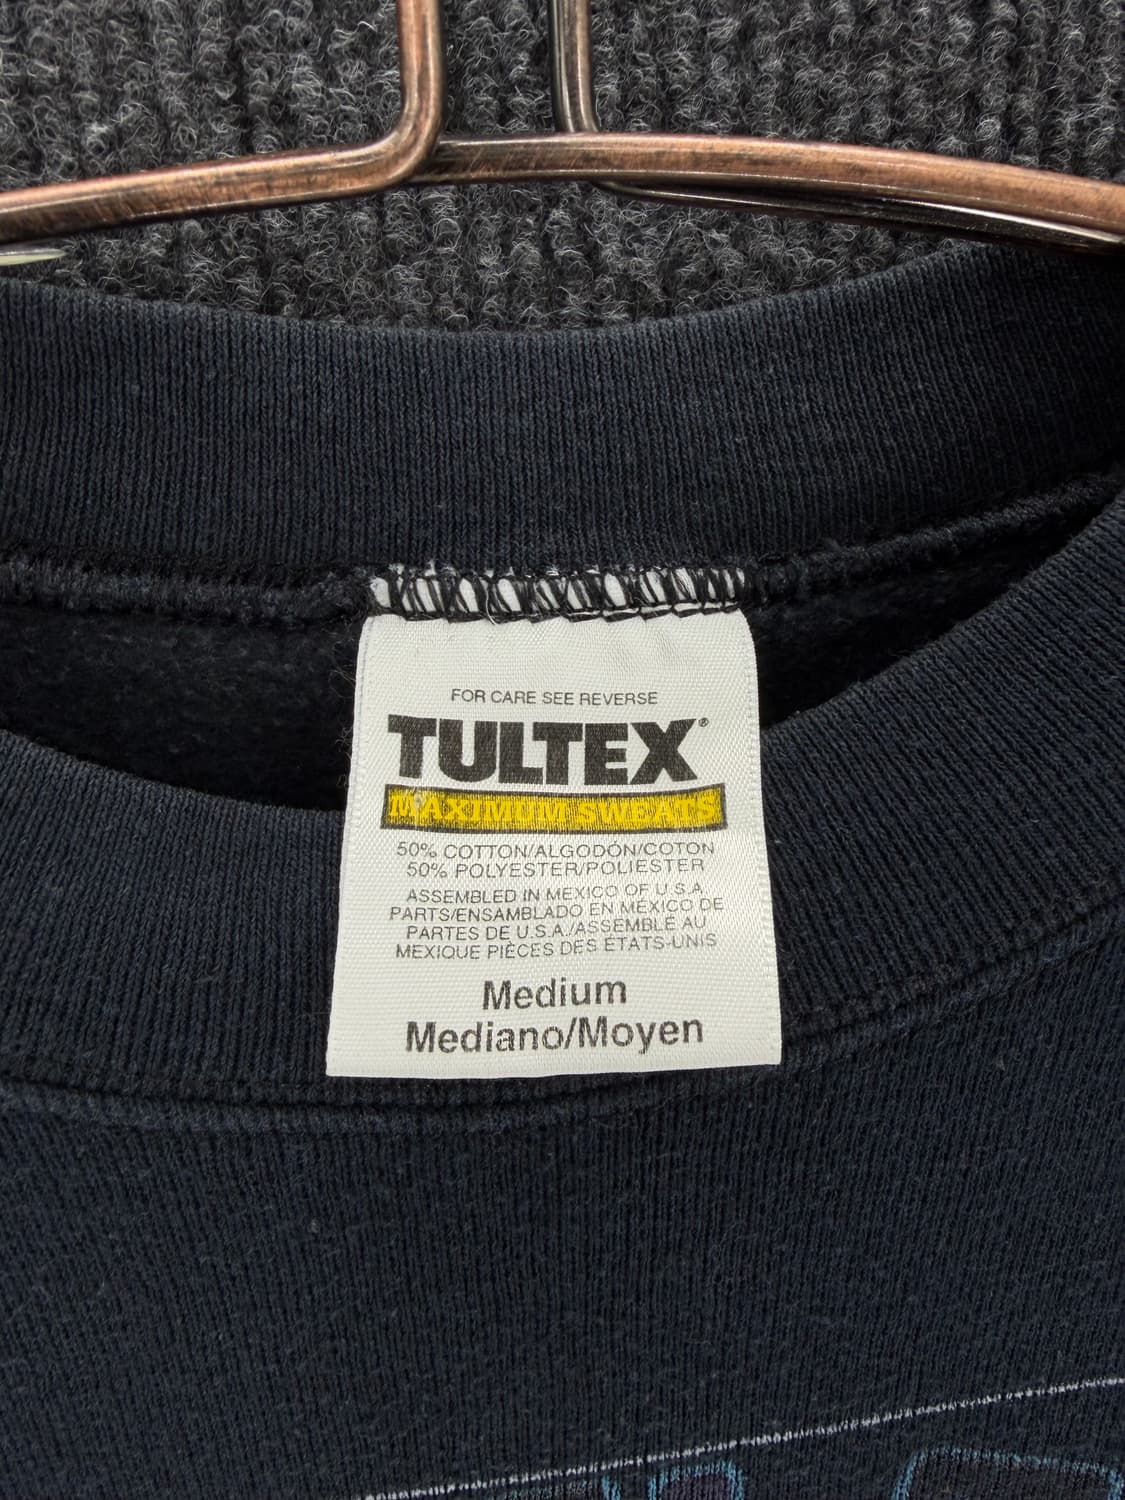 FOR CARE SEE REVERSE
TULTEX®
MAXIMUM SWEATS
50% COTTON/ALGODÓN/COTON
50% POLYESTER/POLIESTER
ASSEMBLED IN MEXICO OF U.S.A.
PARTS/ENSAMBLADO EN MÉXICO DE
PARTES DE U.S.A./ASSEMBLÉ AU
MEXIQUE PIÈCES DES ÉTATS-UNIS
Medium
Mediano/Moyen